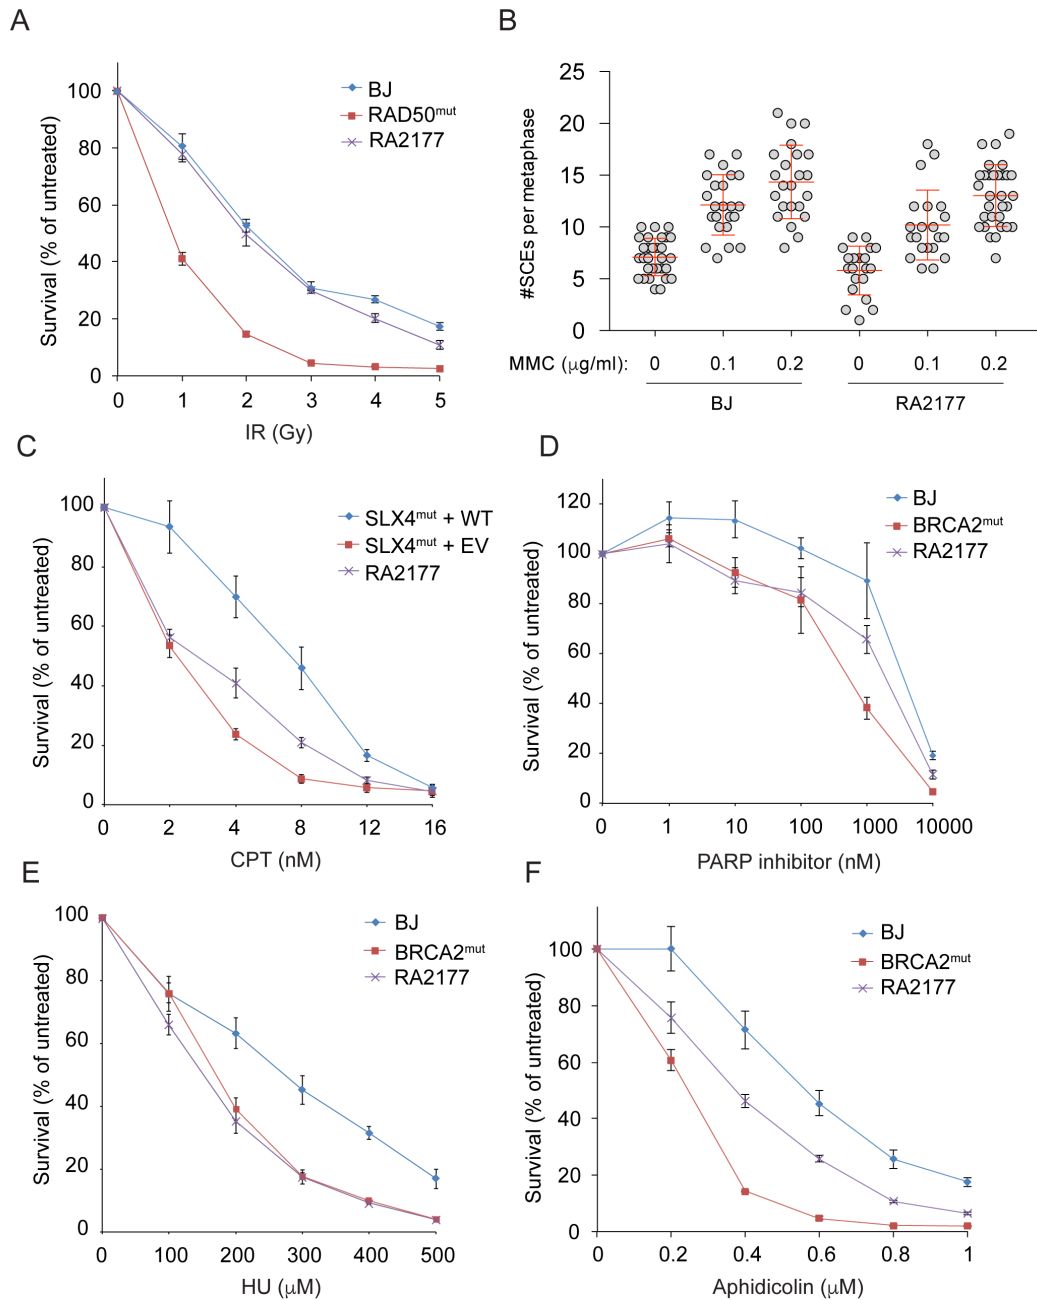 A
Survival (% of untreated)
100
80
60
40
20
0
0 1 2 3 4 5
IR (Gy)
BJ
RAD50mut
RA2177
B
#SCEs per metaphase
25
20
15
10
5
0
MMC (μg/ml): 0 0.1 0.2 0 0.1 0.2
BJ RA2177
C
Survival (% of untreated)
100
80
60
40
20
0
0 2 4 8 12 16
CPT (nM)
SLX4mut + WT
SLX4mut + EV
RA2177
D
Survival (% of untreated)
120
100
80
60
40
20
0
0 1 10 100 1000 10000
PARP inhibitor (nM)
BJ
BRCA2mut
RA2177
E
Survival (% of untreated)
100
80
60
40
20
0
0 100 200 300 400 500
HU (μM)
BJ
BRCA2mut
RA2177
F
Survival (% of untreated)
100
80
60
40
20
0
0 0.2 0.4 0.6 0.8 1
Aphidicolin (μM)
BJ
BRCA2mut
RA2177